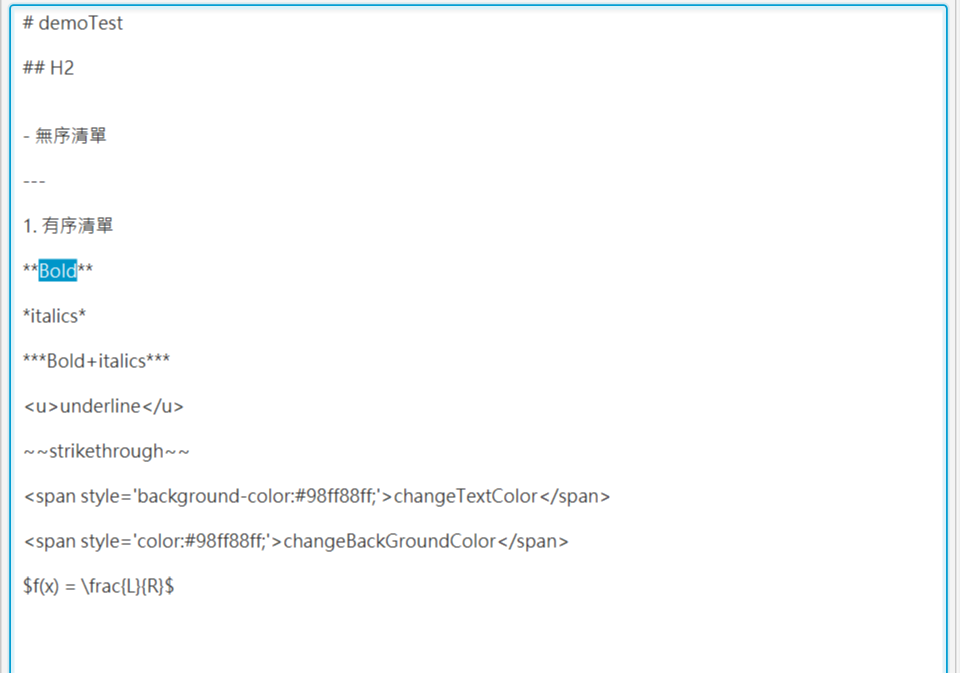 # demoTest
## H2
- 無序清單
---
1. 有序清單
**Bold**
*italics*
***Bold+italics***
<u>underline</u>
~~strikethrough~~
<span style='background-color:#98ff88ff;'>changeTextColor</span>
<span style='color:#98ff88ff;'>changeBackGroundColor</span>
$f(x) = \frac{L}{R}$